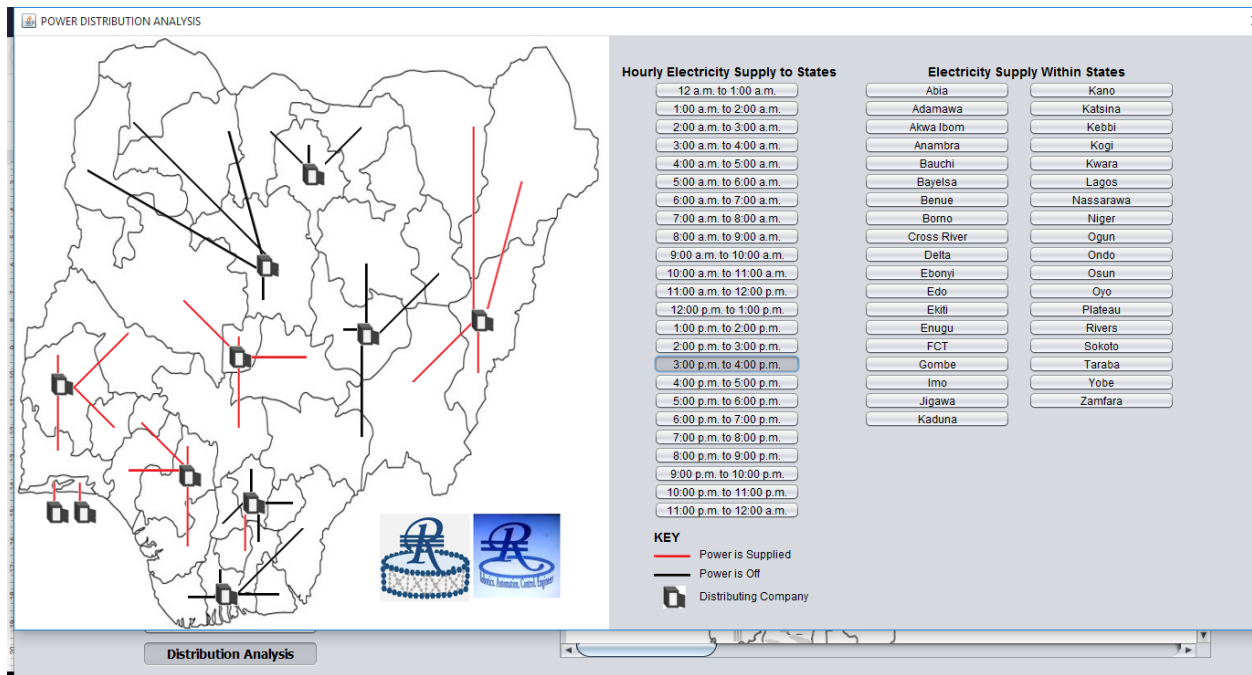 POWER DISTRIBUTION ANALYSIS
Hourly Electricity Supply to States
12 a.m. to 1:00 a.m.
1:00 a.m. to 2:00 a.m.
2:00 a.m. to 3:00 a.m.
3:00 a.m. to 4:00 a.m.
4:00 a.m. to 5:00 a.m.
5:00 a.m. to 6:00 a.m.
6:00 a.m. to 7:00 a.m.
7:00 a.m. to 8:00 a.m.
8:00 a.m. to 9:00 a.m.
9:00 a.m. to 10:00 a.m.
10:00 a.m. to 11:00 a.m.
11:00 a.m. to 12:00 p.m.
12:00 p.m. to 1:00 p.m.
1:00 p.m. to 2:00 p.m.
2:00 p.m. to 3:00 p.m.
3:00 p.m. to 4:00 p.m.
4:00 p.m. to 5:00 p.m.
5:00 p.m. to 6:00 p.m.
6:00 p.m. to 7:00 p.m.
7:00 p.m. to 8:00 p.m.
8:00 p.m. to 9:00 p.m.
9:00 p.m. to 10:00 p.m.
10:00 p.m. to 11:00 p.m.
11:00 p.m. to 12:00 a.m.
Electricity Supply Within States
Abia
Adamawa
Akwa Ibom
Anambra
Bauchi
Bayelsa
Benue
Borno
Cross River
Delta
Ebonyi
Edo
Ekiti
Enugu
FCT
Gombe
Imo
Jigawa
Kaduna
Kano
Katsina
Kebbi
Kogi
Kwara
Lagos
Nassarawa
Niger
Ogun
Ondo
Osun
Oyo
Plateau
Rivers
Sokoto
Taraba
Yobe
Zamfara
KEY
Power is Supplied
Power is Off
Distributing Company
R
R
Robotics, Automation, Control, Engineer
Distribution Analysis